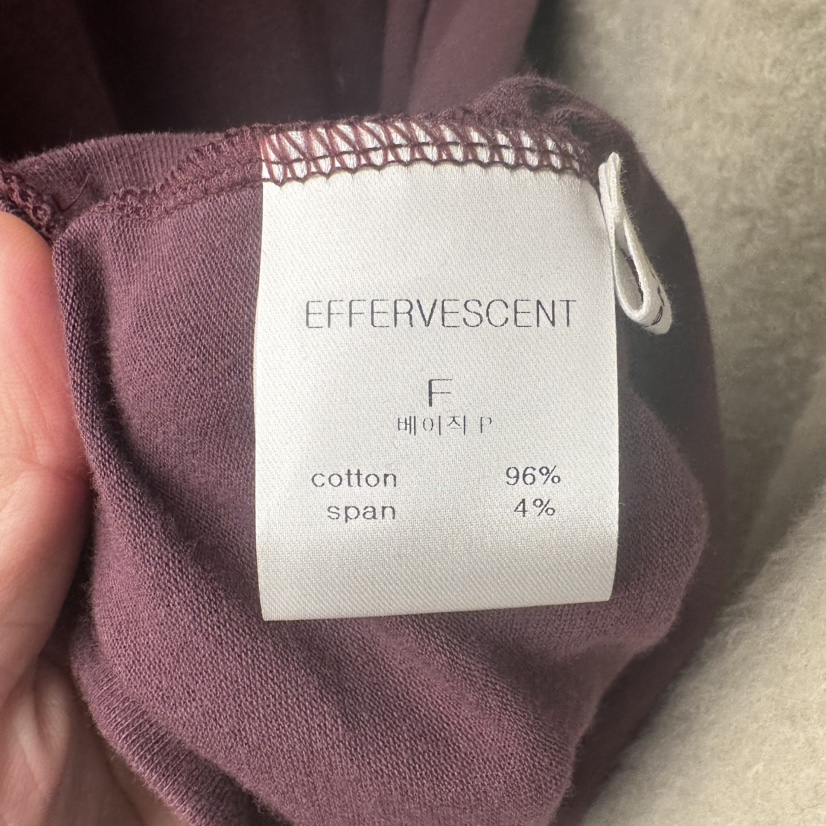 EFFERVESCENT
F
베이직 P
cotton 96%
span 4%